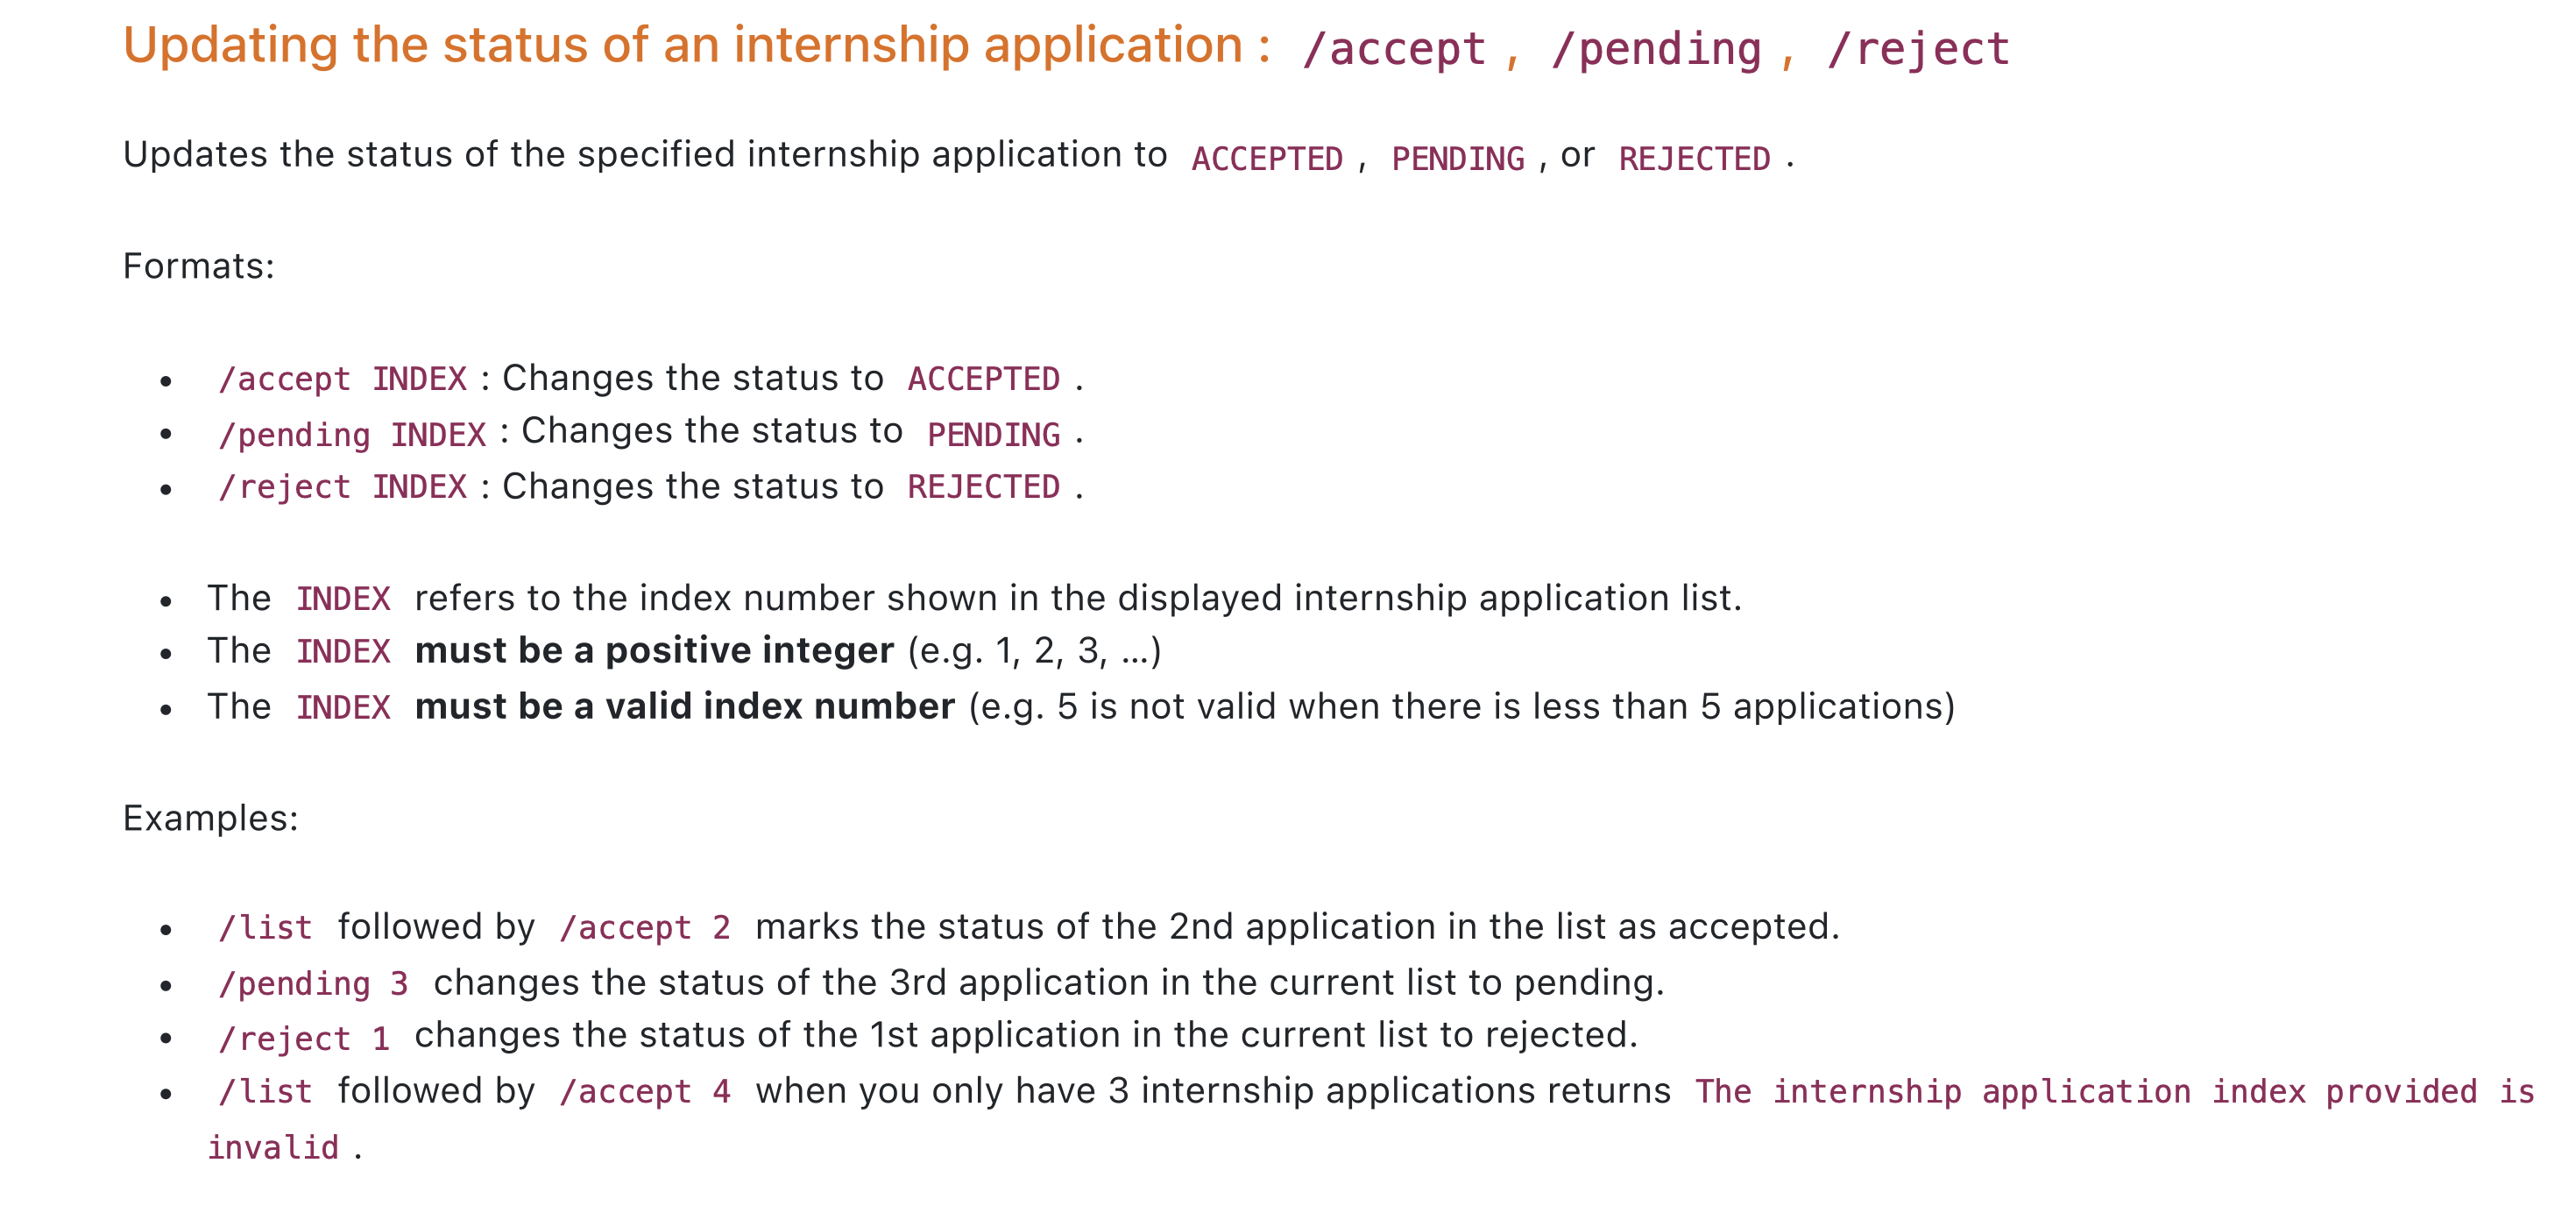 Updating the status of an internship application : /accept , /pending , /reject
Updates the status of the specified internship application to ACCEPTED , PENDING , or REJECTED .
Formats:
• /accept INDEX : Changes the status to ACCEPTED .
• /pending INDEX : Changes the status to PENDING .
• /reject INDEX : Changes the status to REJECTED .
• The INDEX refers to the index number shown in the displayed internship application list.
• The INDEX must be a positive integer (e.g. 1, 2, 3, …)
• The INDEX must be a valid index number (e.g. 5 is not valid when there is less than 5 applications)
Examples:
• /list followed by /accept 2 marks the status of the 2nd application in the list as accepted.
• /pending 3 changes the status of the 3rd application in the current list to pending.
• /reject 1 changes the status of the 1st application in the current list to rejected.
• /list followed by /accept 4 when you only have 3 internship applications returns The internship application index provided is
invalid .